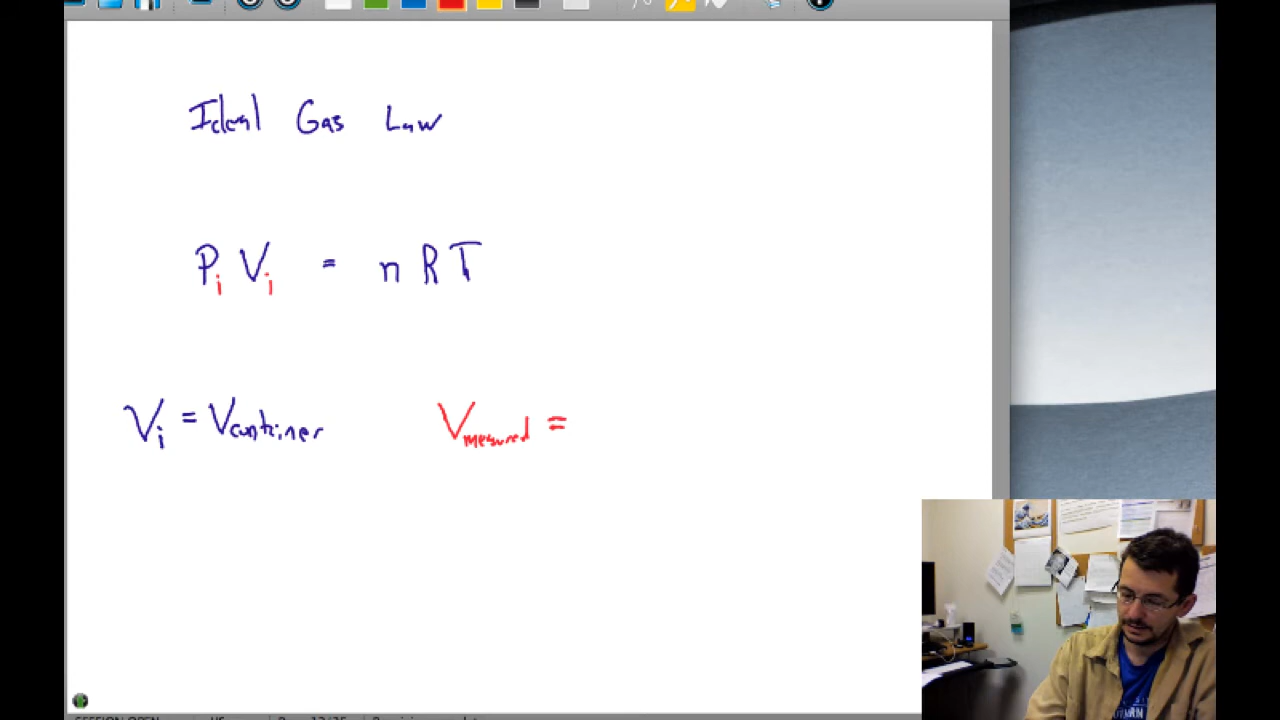 Ideal Gas Law
PiVi = nRT
Vi = Vcontainer Vmeasured =